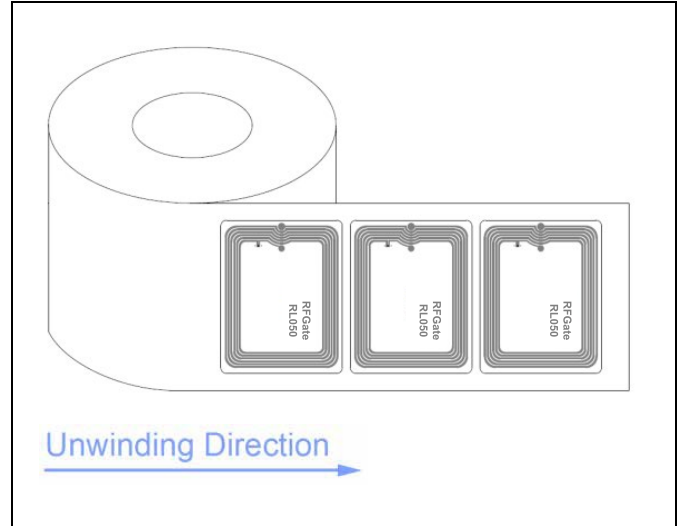 RFGate
RL050
RFGate
RL050
RFGate
RL050
Unwinding Direction